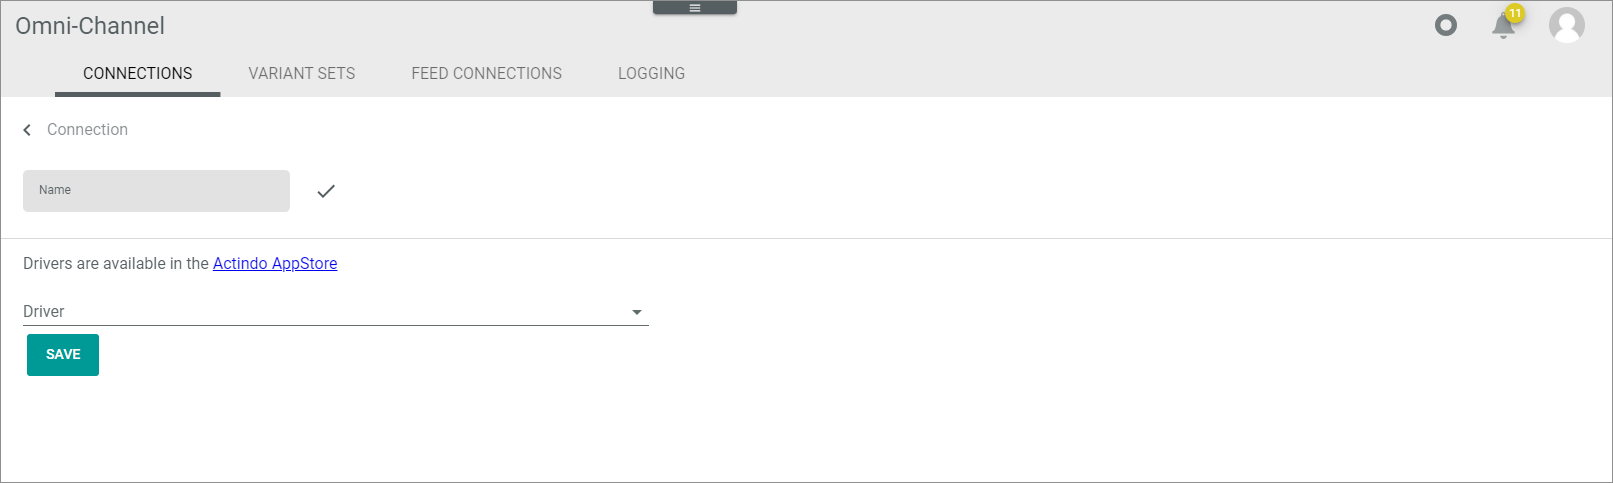 Omni-Channel
11
CONNECTIONS VARIANT SETS FEED CONNECTIONS LOGGING
Connection
Name
Drivers are available in the Actindo AppStore
Driver
SAVE